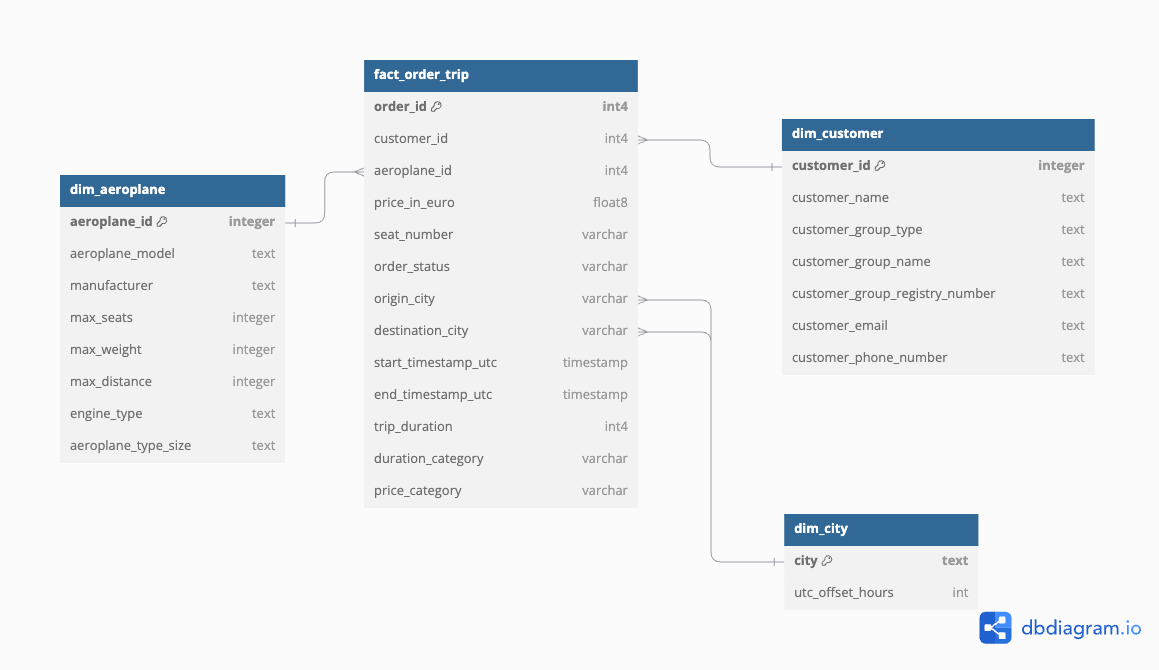 fact_order_trip
order_id int4
customer_id int4
aeroplane_id int4
price_in_euro float8
seat_number varchar
order_status varchar
origin_city varchar
destination_city varchar
start_timestamp_utc timestamp
end_timestamp_utc timestamp
trip_duration int4
duration_category varchar
price_category varchar
dim_customer
customer_id integer
customer_name text
customer_group_type text
customer_group_name text
customer_group_registry_number text
customer_email text
customer_phone_number text
dim_aeroplane
aeroplane_id integer
aeroplane_model text
manufacturer text
max_seats integer
max_weight integer
max_distance integer
engine_type text
aeroplane_type_size text
dim_city
city text
utc_offset_hours int
dbdiagram.io